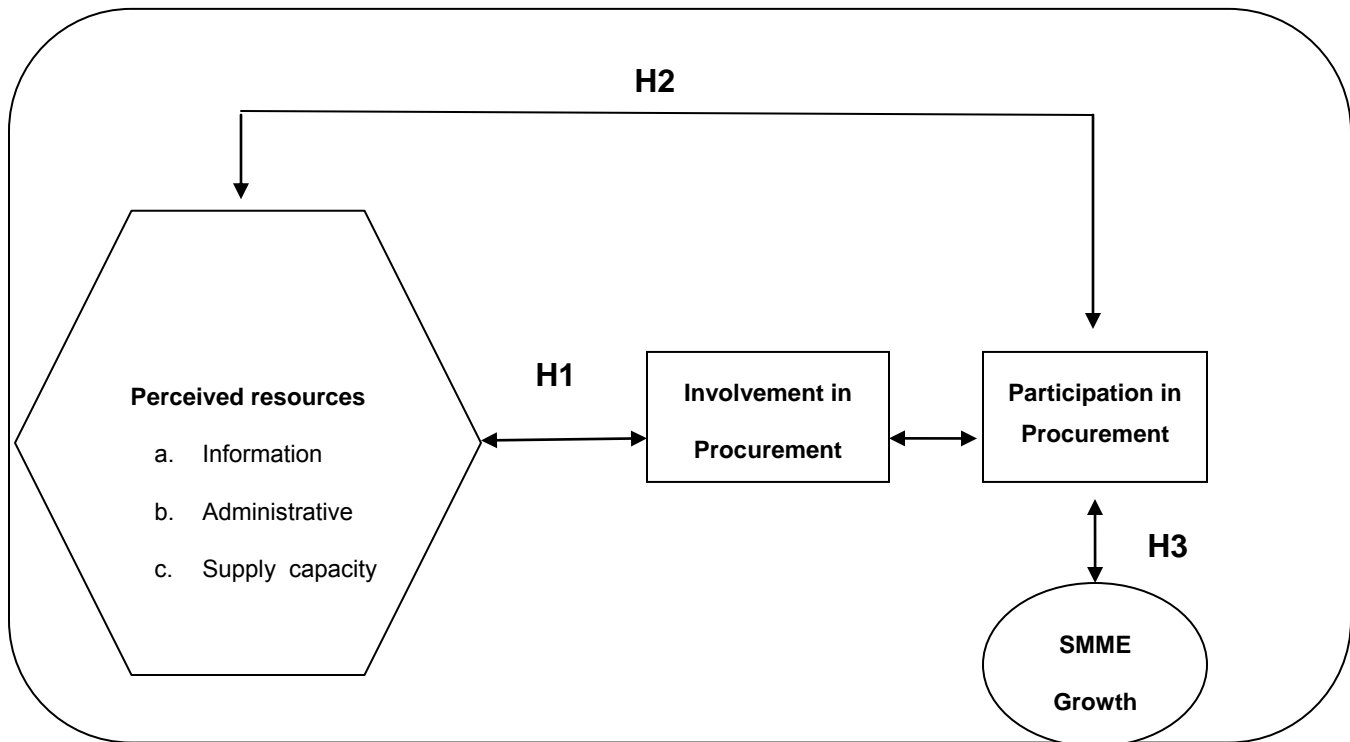 H2
H1
Perceived resources
a. Information
b. Administrative
c. Supply capacity
Involvement in
Procurement
Participation in
Procurement
H3
SMME
Growth